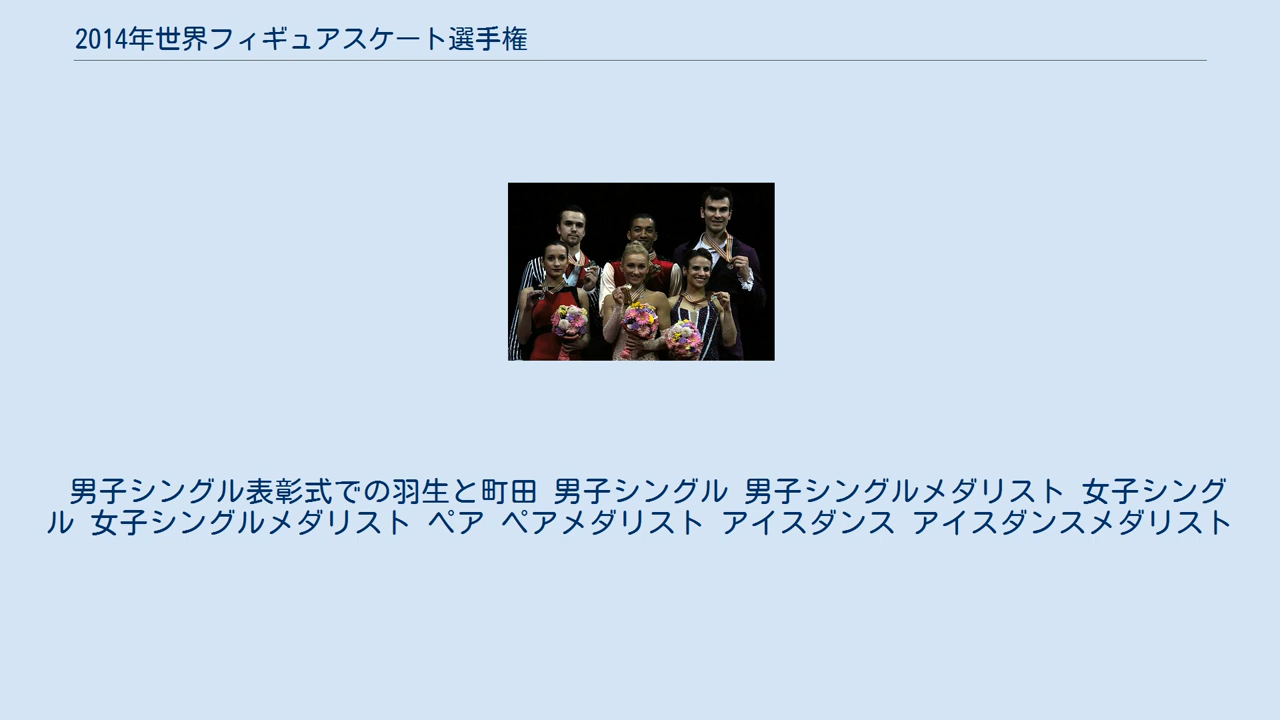 2014年世界フィギュアスケート選手権
男子シングル表彰式での羽生と町田 男子シングル 男子シングルメダリスト 女子シング
ル 女子シングルメダリスト ペア ペアメダリスト アイスダンス アイスダンスメダリスト